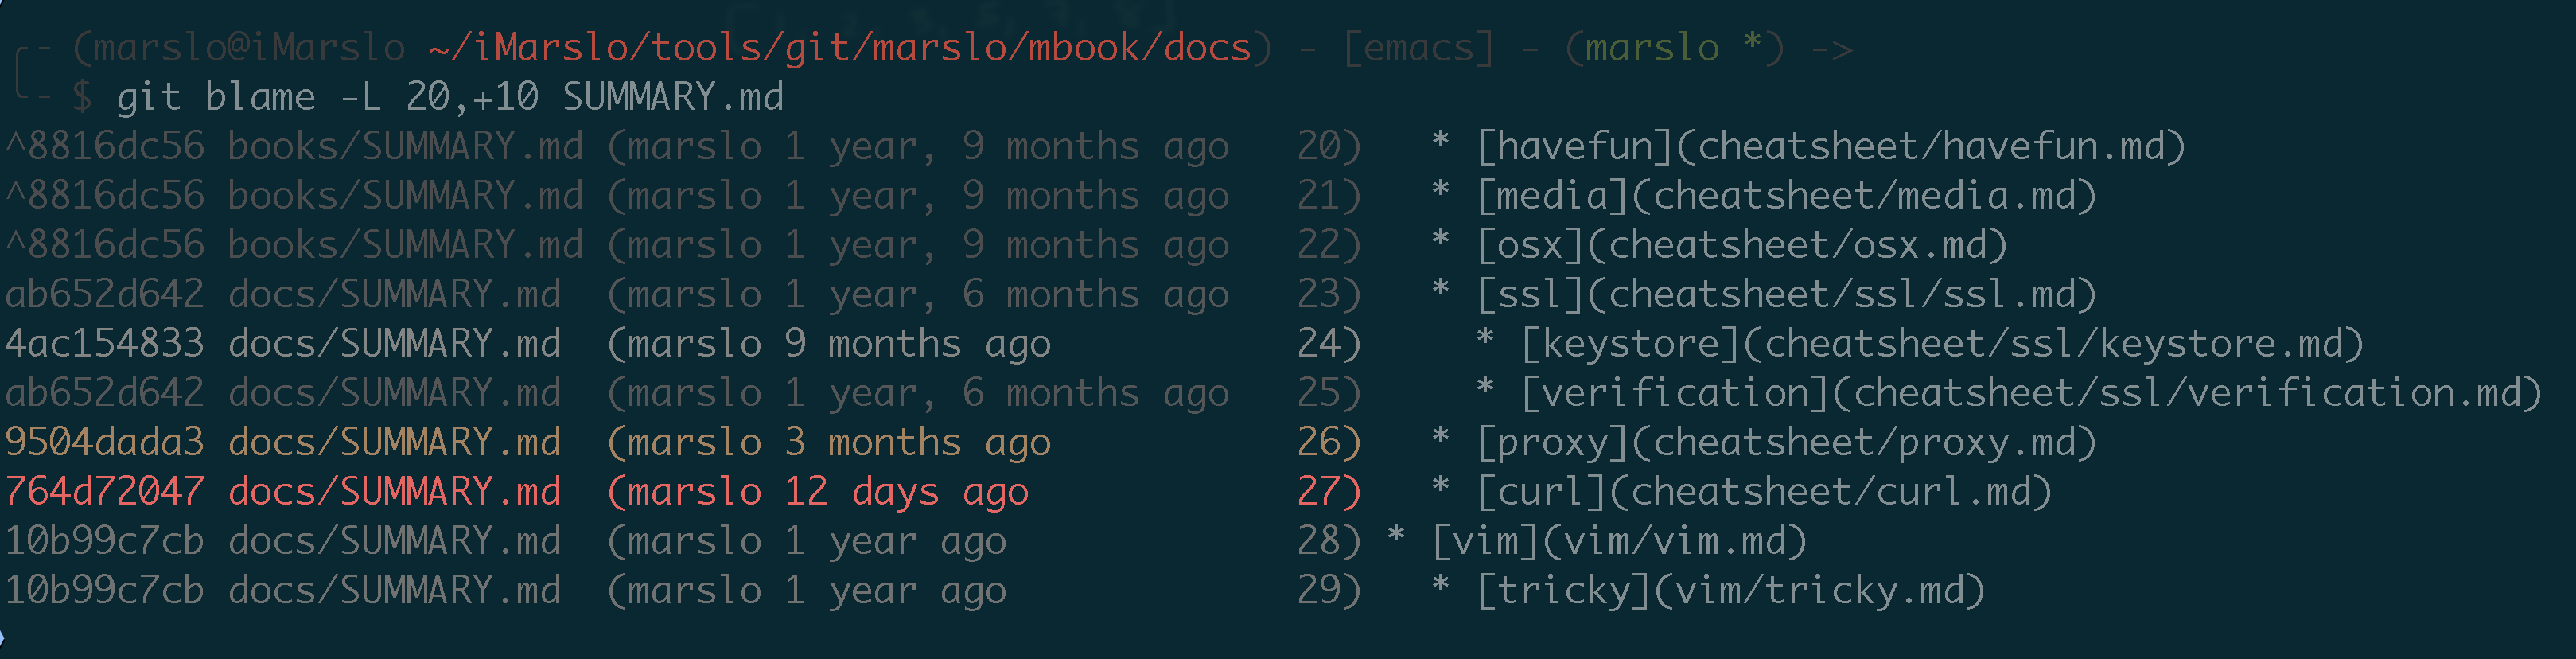 ╭- (marslo@iMarslo ~/iMarslo/tools/git/marslo/mbook/docs) - [emacs] - (marslo *) ->
╰- $ git blame -L 20,+10 SUMMARY.md
^8816dc56 books/SUMMARY.md (marslo 1 year, 9 months ago   20)   * [havefun](cheatsheet/havefun.md)
^8816dc56 books/SUMMARY.md (marslo 1 year, 9 months ago   21)   * [media](cheatsheet/media.md)
^8816dc56 books/SUMMARY.md (marslo 1 year, 9 months ago   22)   * [osx](cheatsheet/osx.md)
ab652d642 docs/SUMMARY.md  (marslo 1 year, 6 months ago   23)   * [ssl](cheatsheet/ssl/ssl.md)
4ac154833 docs/SUMMARY.md  (marslo 9 months ago           24)     * [keystore](cheatsheet/ssl/keystore.md)
ab652d642 docs/SUMMARY.md  (marslo 1 year, 6 months ago   25)     * [verification](cheatsheet/ssl/verification.md)
9504dada3 docs/SUMMARY.md  (marslo 3 months ago           26)   * [proxy](cheatsheet/proxy.md)
764d72047 docs/SUMMARY.md  (marslo 12 days ago            27)   * [curl](cheatsheet/curl.md)
10b99c7cb docs/SUMMARY.md  (marslo 1 year ago             28) * [vim](vim/vim.md)
10b99c7cb docs/SUMMARY.md  (marslo 1 year ago             29)   * [tricky](vim/tricky.md)